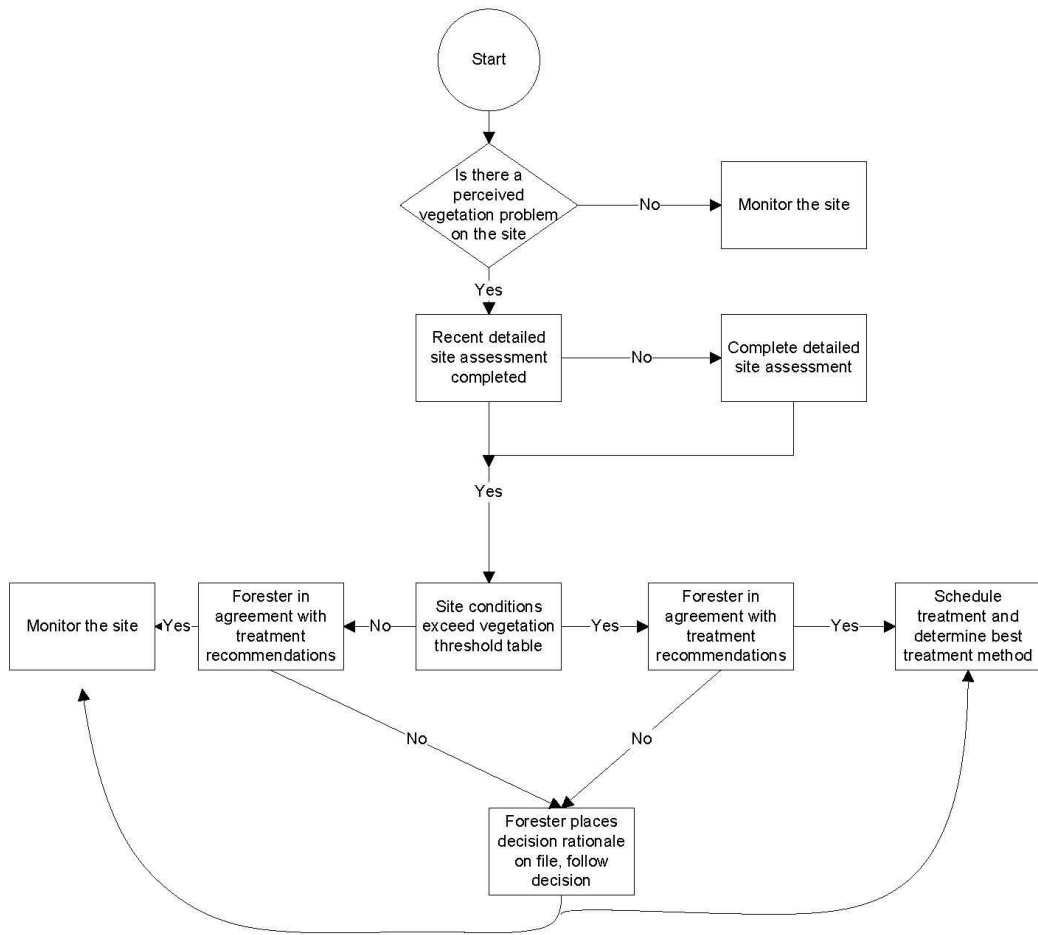 Start
Is there a
perceived
vegetation problem
on the site
No
Monitor the site
Yes
Recent detailed
site assessment
completed
No
Complete detailed
site assessment
Yes
Monitor the site
Yes
Forester in
agreement with
treatment
recommendations
No
Site conditions
exceed vegetation
threshold table
Yes
Forester in
agreement with
treatment
recommendations
Yes
Schedule
treatment and
determine best
treatment method
No
No
Forester places
decision rationale
on file, follow
decision